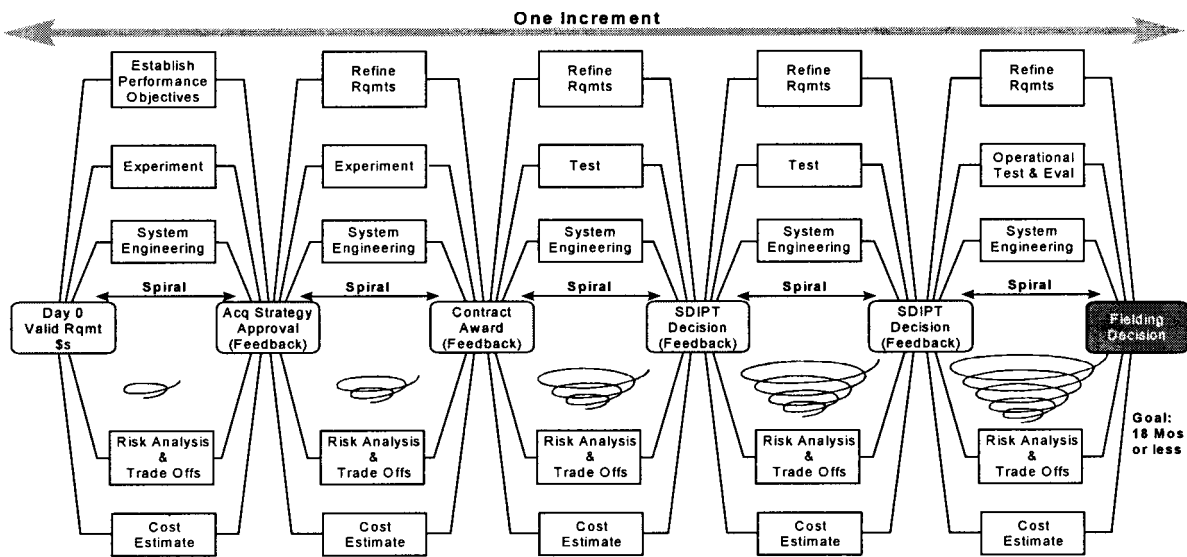 One Increment
Establish
Performance
Objectives
Refine
Rqmts
Refine
Rqmts
Refine
Rqmts
Refine
Rqmts
Experiment
Experiment
Test
Test
Operational
Test & Eval
System
Engineering
System
Engineering
System
Engineering
System
Engineering
System
Engineering
Spiral
Spiral
Spiral
Spiral
Spiral
Day 0
Valid Rqmt
$s
Acq Strategy
Approval
(Feedback)
Contract
Award
(Feedback)
SDIPT
Decision
(Feedback)
SDIPT
Decision
(Feedback)
Fielding
Decision
Goal:
18 Mos
or less
Risk Analysis
&
Trade Offs
Risk Analysis
&
Trade Offs
Risk Analysis
&
Trade Offs
Risk Analysis
&
Trade Offs
Risk Analysis
&
Trade Offs
Cost
Estimate
Cost
Estimate
Cost
Estimate
Cost
Estimate
Cost
Estimate